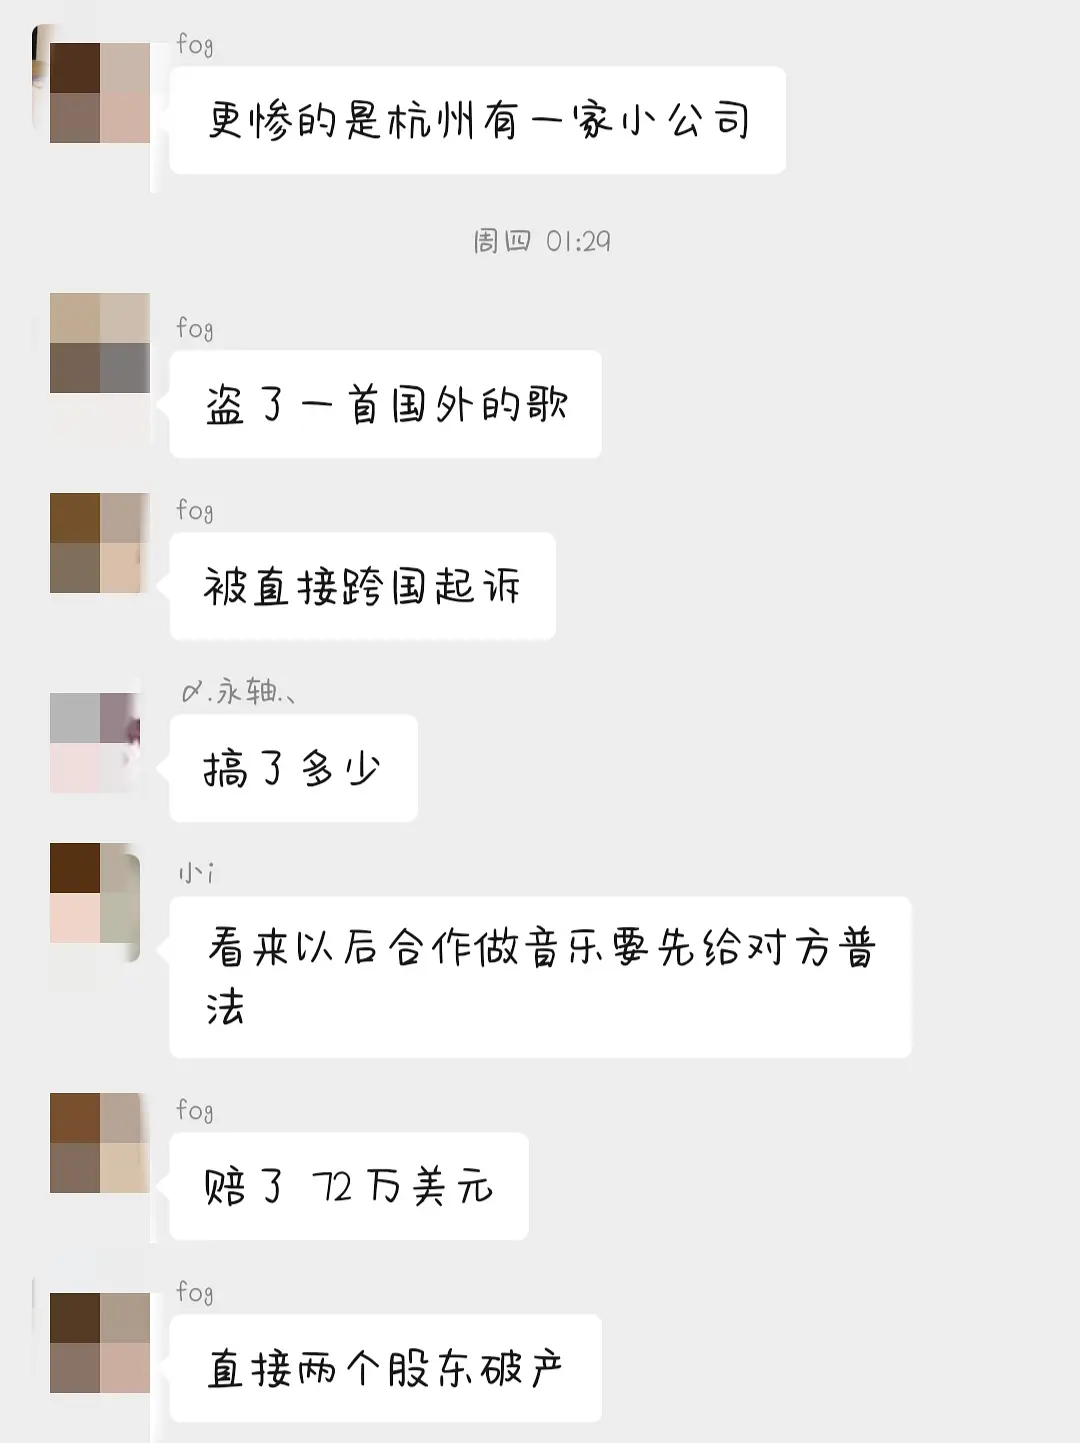 fog
更惨的是杭州有一家小公司
周四 01:29
fog
盗了一首国外的歌
fog
被直接跨国起诉
α.永轴.、
搞了多少
小i
看来以后合作做音乐要先给对方普
法
fog
赔了 72万美元
fog
直接两个股东破产